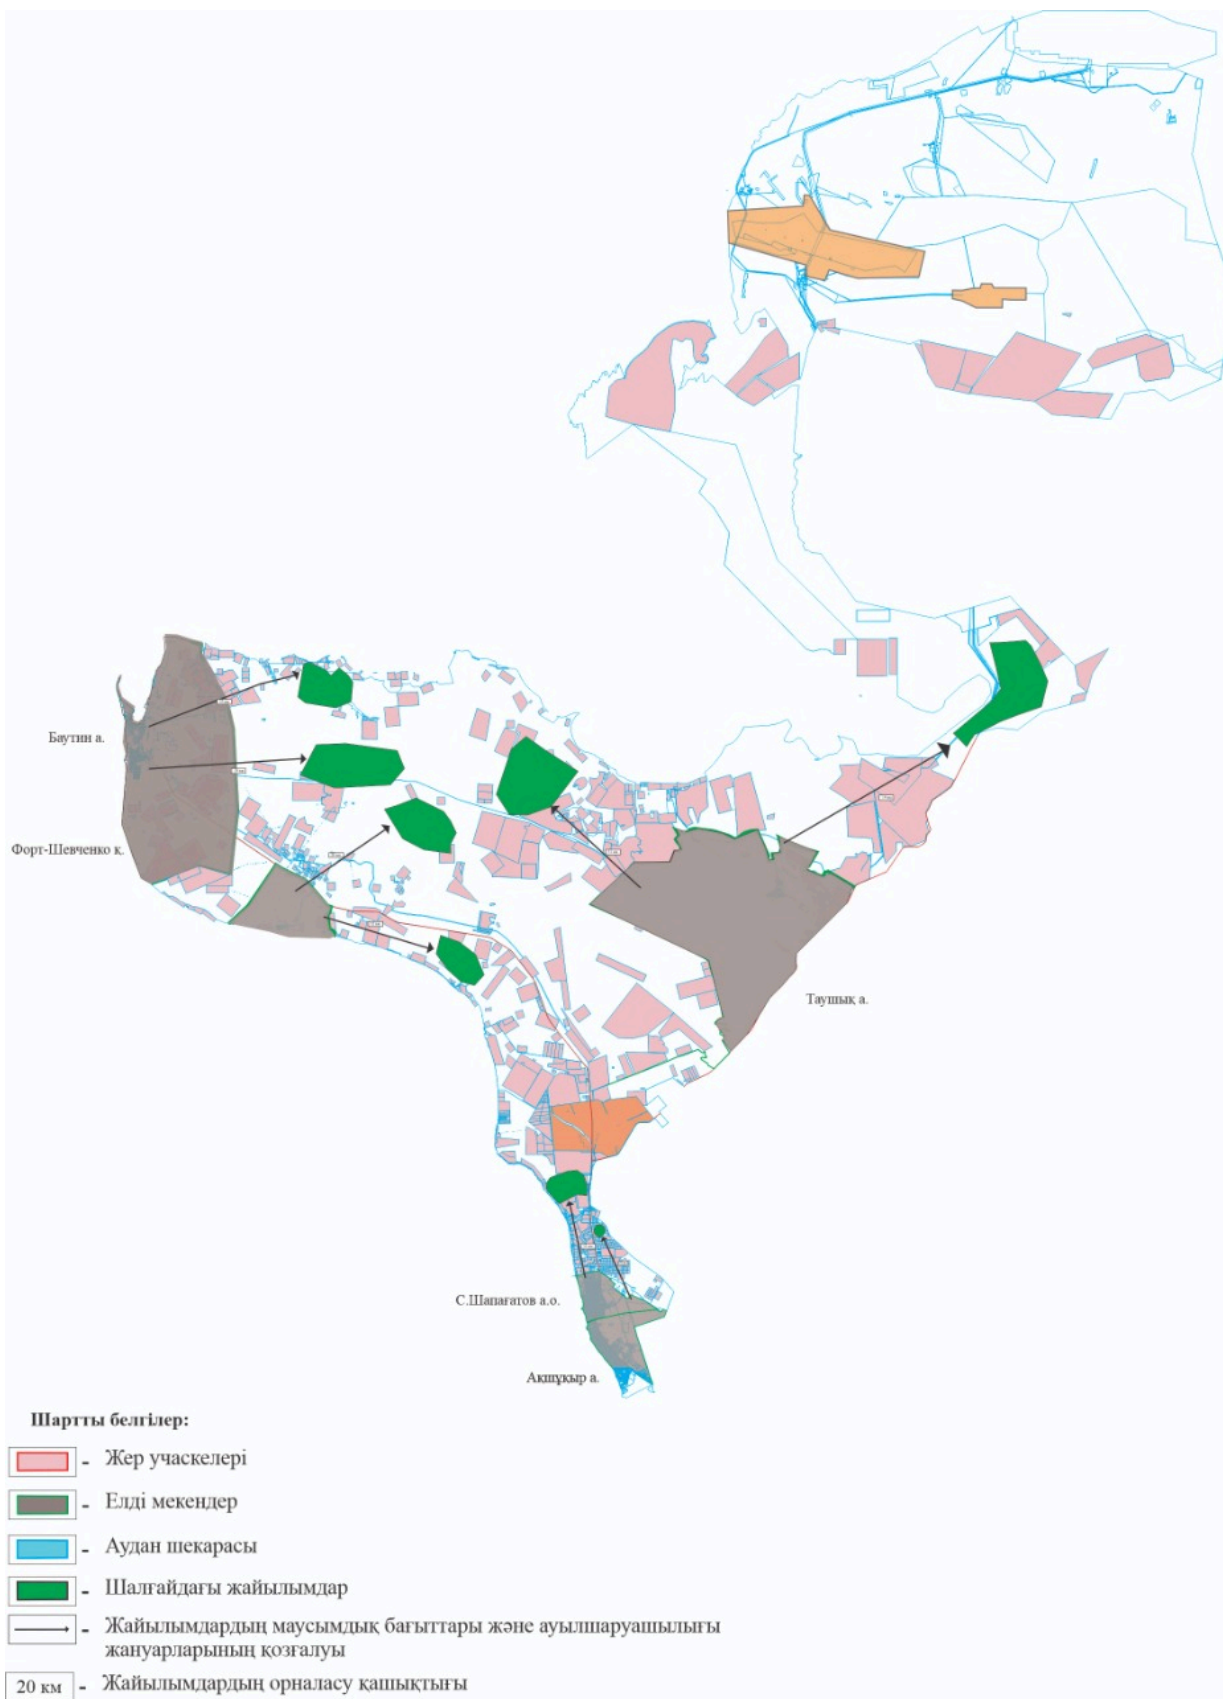 Баутин а.
Форт-Шевченко қ.
Таушық а.
С.Шапағатов а.о.
Ақшұқыр а.
Шартты белгілер:
- Жер учаскелері
- Елді мекендер
- Аудан шекарасы
- Шалғайдағы жайылымдар
- Жайылымдардың маусымдық бағыттары және ауылшаруашылығы
жануарларының қозғалуы
20 км - Жайылымдардың орналасу қашықтығы